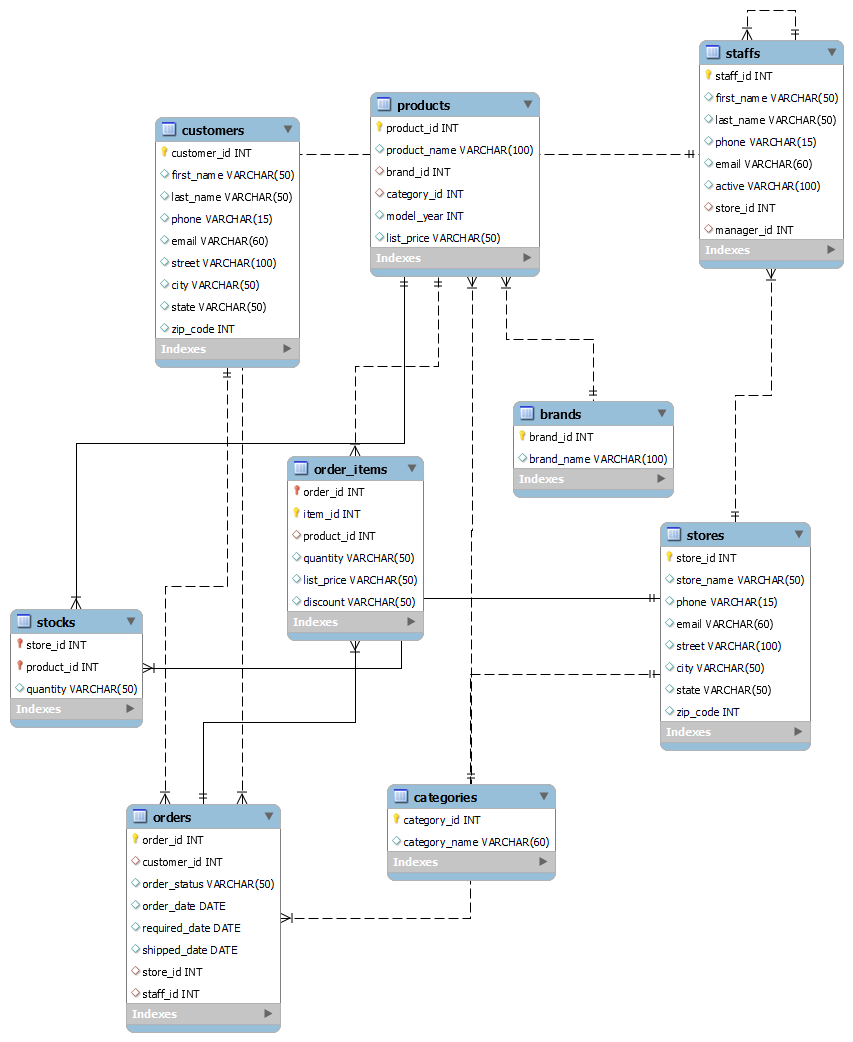 staffs
staff_id INT
first_name VARCHAR(50)
last_name VARCHAR(50)
phone VARCHAR(15)
email VARCHAR(60)
active VARCHAR(100)
store_id INT
manager_id INT
Indexes
products
product_id INT
product_name VARCHAR(100)
brand_id INT
category_id INT
model_year INT
list_price VARCHAR(50)
Indexes
customers
customer_id INT
first_name VARCHAR(50)
last_name VARCHAR(50)
phone VARCHAR(15)
email VARCHAR(60)
street VARCHAR(100)
city VARCHAR(50)
state VARCHAR(50)
zip_code INT
Indexes
brands
brand_id INT
brand_name VARCHAR(100)
Indexes
order_items
order_id INT
item_id INT
product_id INT
quantity VARCHAR(50)
list_price VARCHAR(50)
discount VARCHAR(50)
Indexes
stores
store_id INT
store_name VARCHAR(50)
phone VARCHAR(15)
email VARCHAR(60)
street VARCHAR(100)
city VARCHAR(50)
state VARCHAR(50)
zip_code INT
Indexes
stocks
store_id INT
product_id INT
quantity VARCHAR(50)
Indexes
categories
category_id INT
category_name VARCHAR(60)
Indexes
orders
order_id INT
customer_id INT
order_status VARCHAR(50)
order_date DATE
required_date DATE
shipped_date DATE
store_id INT
staff_id INT
Indexes